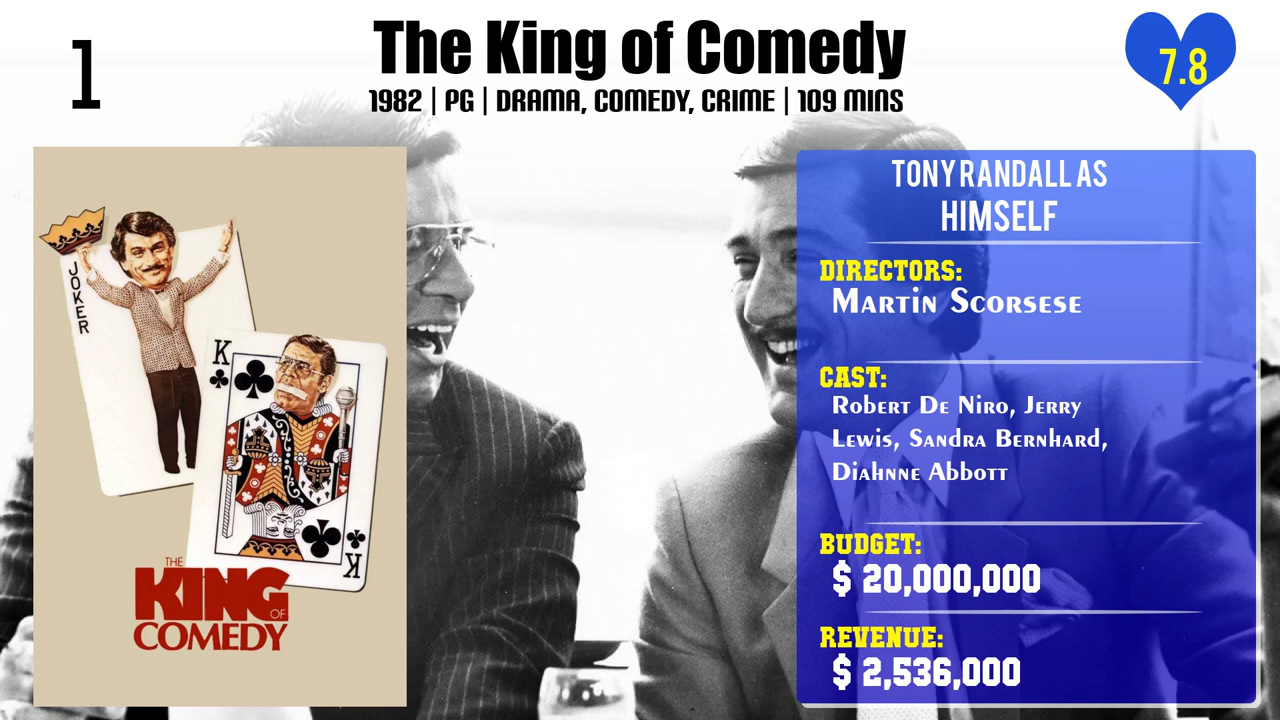 1
The King of Comedy
1982 | PG | DRAMA, COMEDY, CRIME | 109 MINS
7.8
JOKER
K
K
THE
KING
OF
COMEDY
TONY RANDALL AS
HIMSELF
DIRECTORS:
Martin Scorsese
CAST:
Robert De Niro, Jerry
Lewis, Sandra Bernhard,
Diahnne Abbott
BUDGET:
$ 20,000,000
REVENUE:
$ 2,536,000